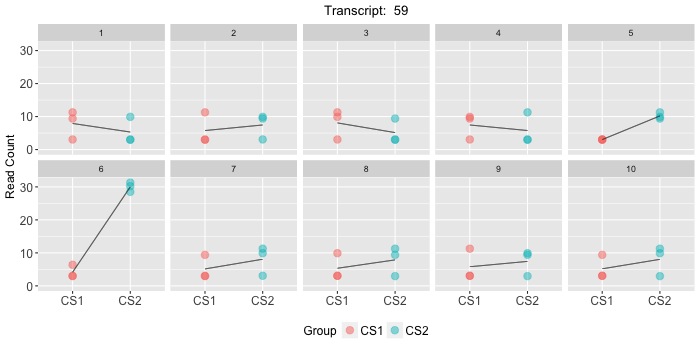 Transcript:  59
1 2 3 4 5
30
20
10
0
Read Count
6 7 8 9 10
30
20
10
0
CS1 CS2 CS1 CS2 CS1 CS2 CS1 CS2 CS1 CS2
Group CS1 CS2